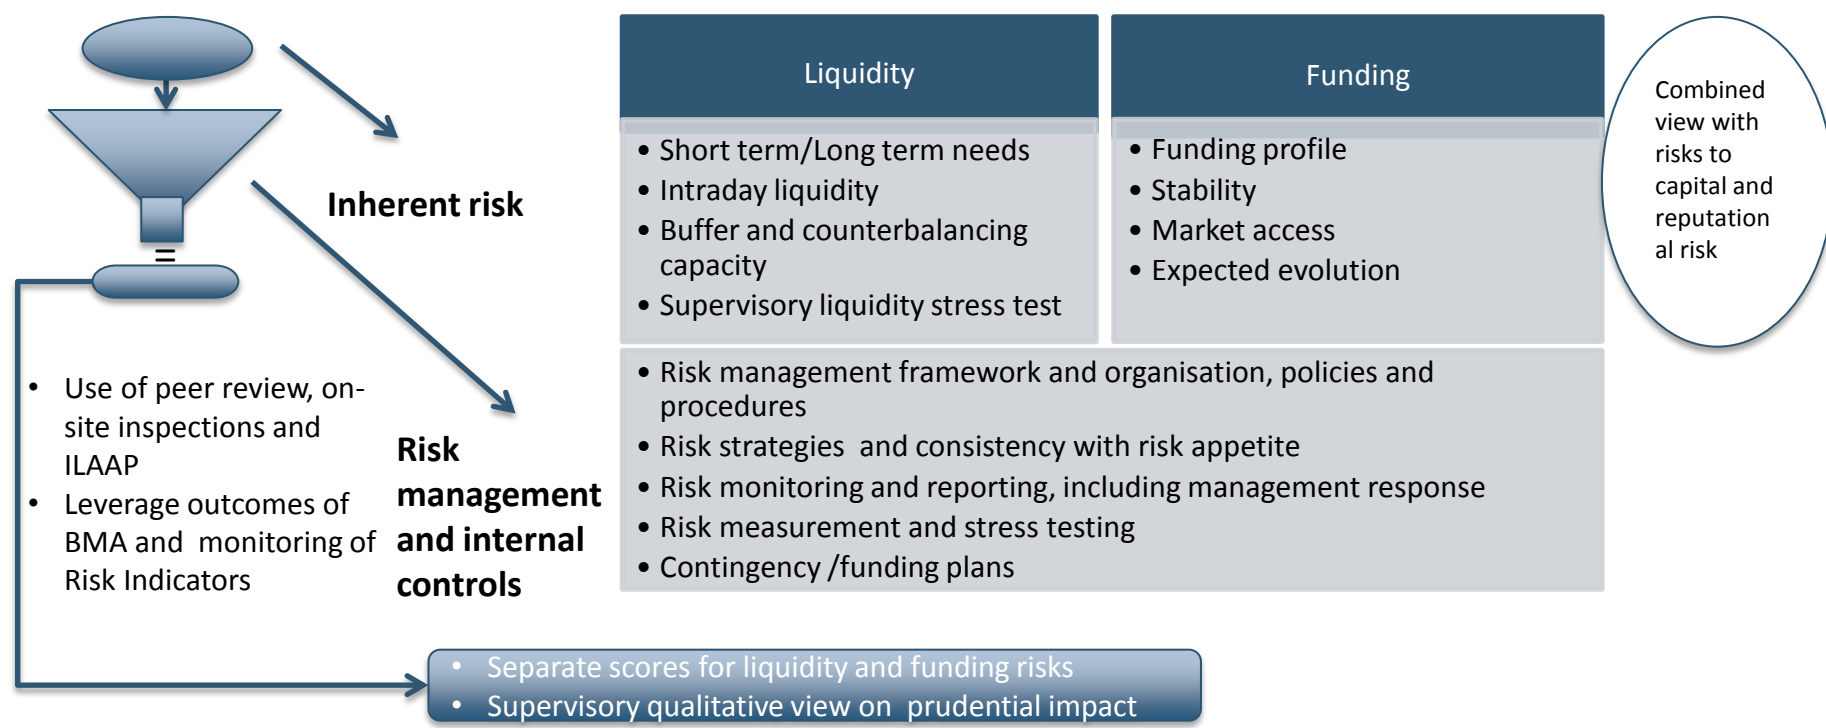 Liquidity
Funding
• Short term/Long term needs
• Intraday liquidity
• Buffer and counterbalancing
capacity
• Supervisory liquidity stress test
• Funding profile
• Stability
• Market access
• Expected evolution
Combined
view with
risks to
capital and
reputation
al risk
Inherent risk
• Use of peer review, on-
site inspections and
ILAAP
• Leverage outcomes of
BMA and monitoring of
Risk Indicators
Risk
management
and internal
controls
• Risk management framework and organisation, policies and
procedures
• Risk strategies and consistency with risk appetite
• Risk monitoring and reporting, including management response
• Risk measurement and stress testing
• Contingency /funding plans
• Separate scores for liquidity and funding risks
• Supervisory qualitative view on prudential impact